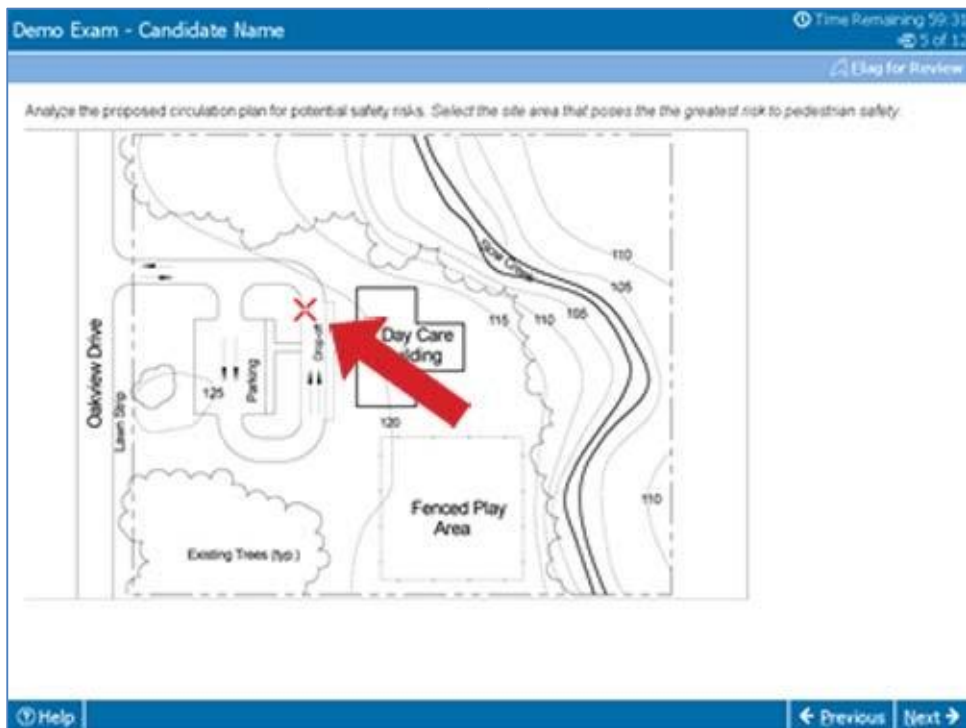 Demo Exam - Candidate Name
Time Remaining 59:31
5 of 12
Flag for Review
Analyze the proposed circulation plan for potential safety risks. Select the site area that poses the the greatest risk to pedestrian safety.
110
105
115 110 105
Oakview Drive
Lawn Strip
125
Parking
Drop-off
Day Care
120
110
Fenced Play
Area
Existing Trees (typ.)
Help
Previous
Next